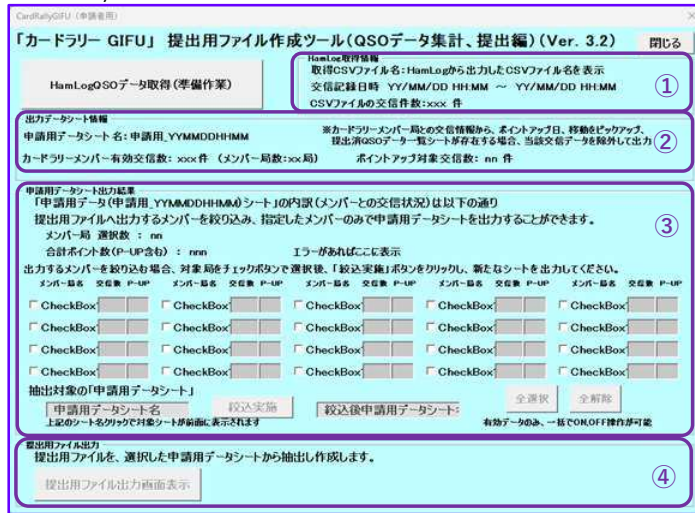 CardRallyGIFU（申請者用）
「カードラリー GIFU」 提出用ファイル作成ツール（QSOデータ集計、提出編）（Ver. 3.2）
閉じる
HamLogQSOデータ取得（準備作業）
HamLog取得情報
取得CSVファイル名：HamLogから出力したCSVファイル名を表示
交信記録日時 YY/MM/DD HH:MM ～ YY/MM/DD HH:MM
CSVファイルの交信件数：xxx 件
①
出力データシート情報
申請用データシート名：申請用_YYMMDDHHMM
※カードラリーメンバー局との交信情報から、ポイントアップ日、移動をピックアップ、
提出済QSOデータ一覧シートが存在する場合、当該交信データを除外して出力
②
カードラリーメンバー有効交信数：xxx件 （メンバー局数：xx局） ポイントアップ対象交信数：nn 件
申請用データシート出力結果
「申請用データ（申請用_YYMMDDHHMM）シート」の内訳（メンバーとの交信状況）は以下の通り
③
提出用ファイルへ出力するメンバーを絞り込み、指定したメンバーのみで申請用データシートを出力することができます。
メンバー局 選択数 : nn
合計ポイント数（P-UP含む） : nnn エラーがあればここに表示
出力するメンバーを絞り込む場合、対象局をチェックボタンで選択後、「絞込実施」ボタンをクリックし、新たなシートを出力してください。
メンバー局名 交信数 P-UP メンバー局名 交信数 P-UP メンバー局名 交信数 P-UP メンバー局名 交信数 P-UP メンバー局名 交信数 P-UP
CheckBox CheckBox CheckBox CheckBox CheckBox
CheckBox CheckBox CheckBox CheckBox CheckBox
CheckBox CheckBox CheckBox CheckBox CheckBox
CheckBox CheckBox CheckBox CheckBox CheckBox
抽出対象の「申請用データシート」
申請用データシート名 絞込実施 絞込後申請用データシート: 全選択 全解除
上記のシート名クリックで対象シートが前面に表示されます 有効データのみ、一括でON,OFF操作が可能
提出用ファイル出力
提出用ファイルを、選択した申請用データシートから抽出し作成します。
④
提出用ファイル出力画面表示